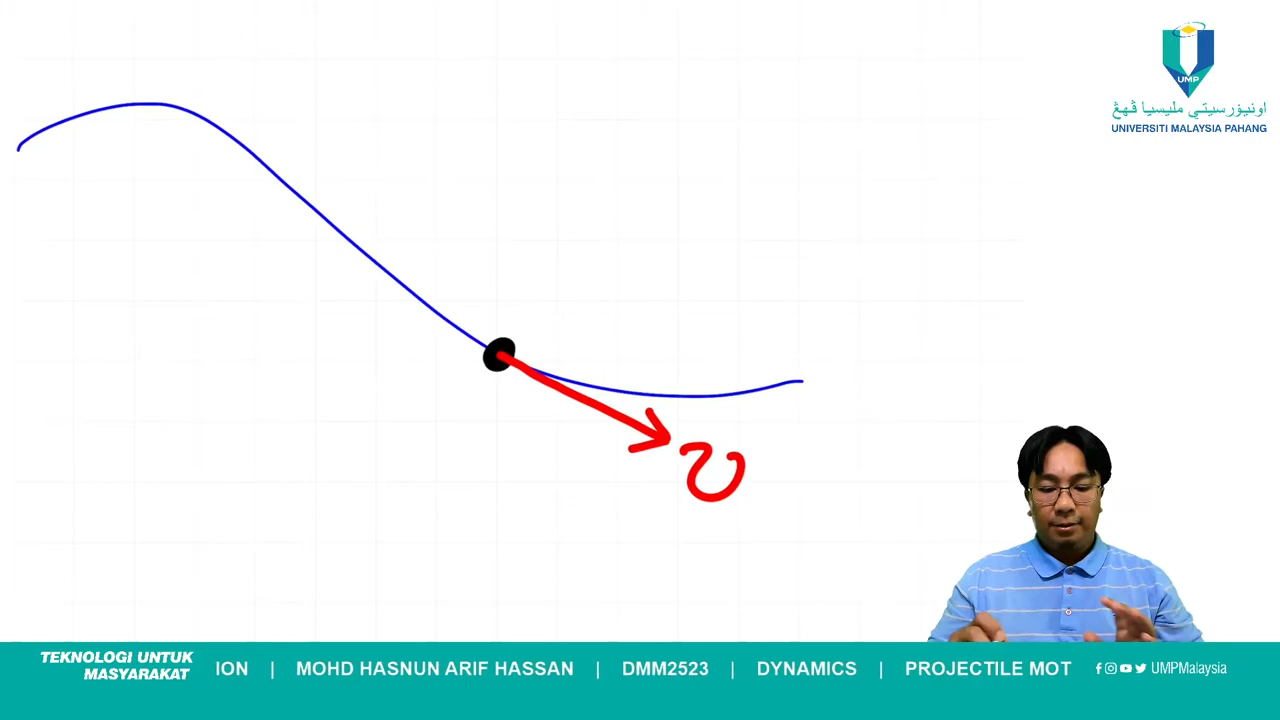 UMP
اونيۏرسيتي مليسيا ڤهڠ
UNIVERSITI MALAYSIA PAHANG
v
TEKNOLOGI UNTUK
MASYARAKAT
ION | MOHD HASNUN ARIF HASSAN | DMM2523 | DYNAMICS | PROJECTILE MOT
UMPMalaysia